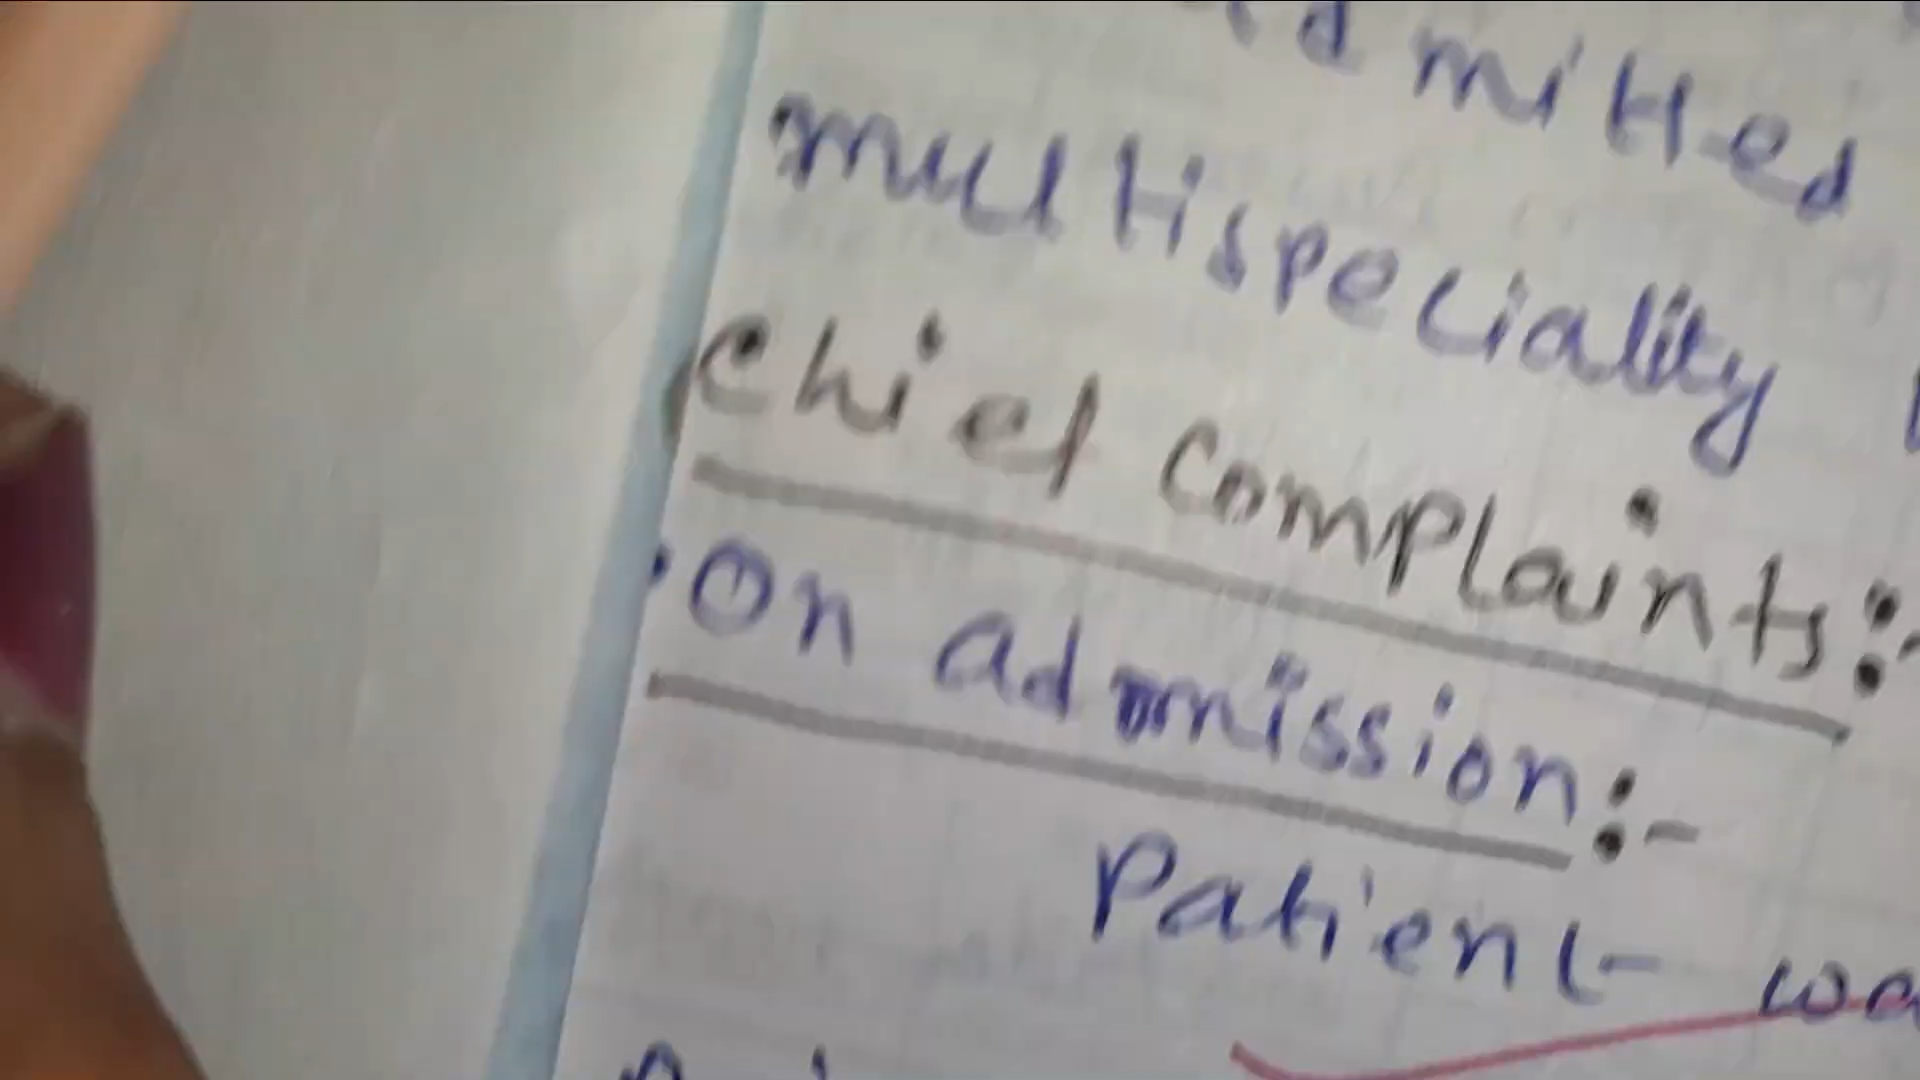 admitted
multispeciality
Chief Complaints:-
• On admission:-
Patient